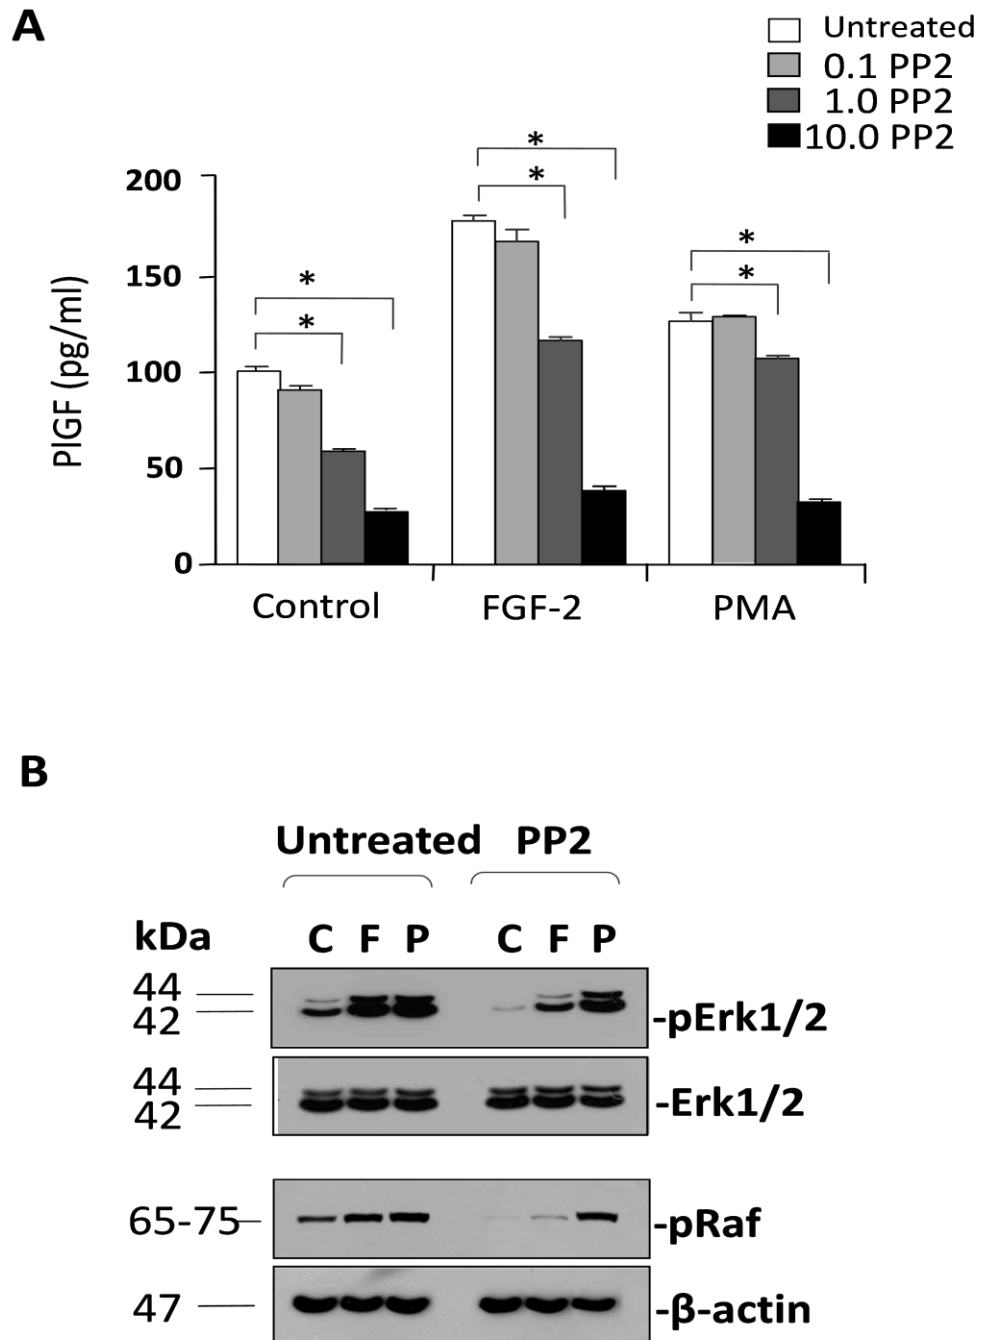 A
Untreated
0.1 PP2
1.0 PP2
10.0 PP2
PlGF (pg/ml)
200
150
100
50
0
* *
* *
* *
Control FGF-2 PMA
B
Untreated PP2
kDa C F P C F P
44
42
-pErk1/2
44
42
-Erk1/2
65-75 -pRaf
47 -β-actin